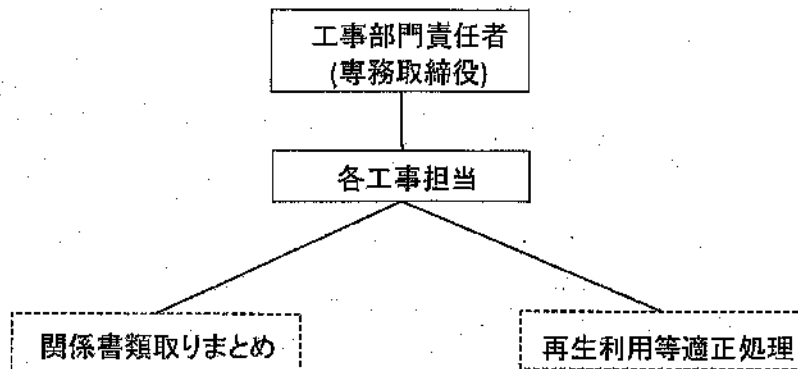 工事部門責任者
(専務取締役)
各工事担当
関係書類取りまとめ
再生利用等適正処理